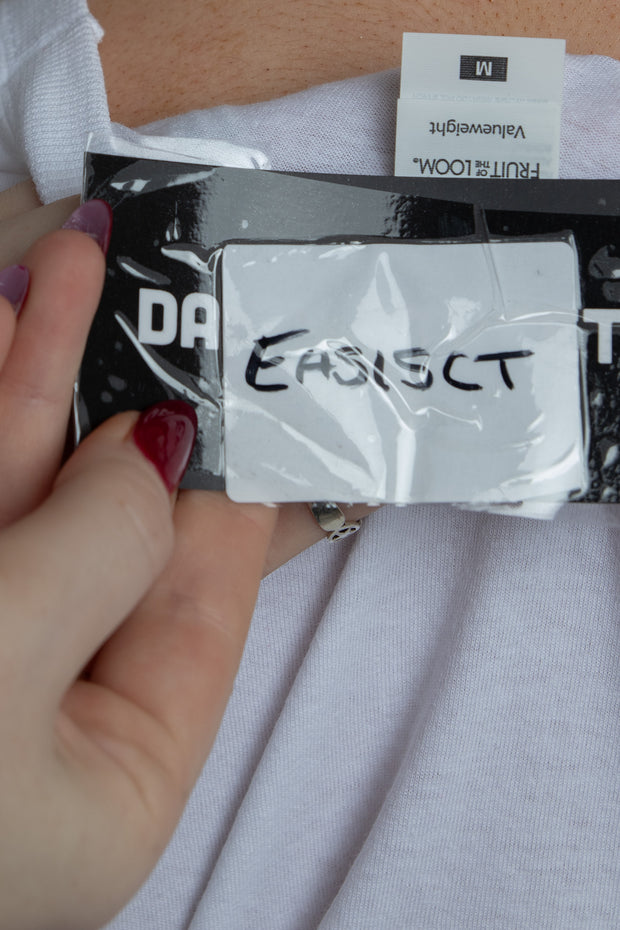 M
Valueweight
FRUIT OF THE LOOM.
DA T
EASISCT